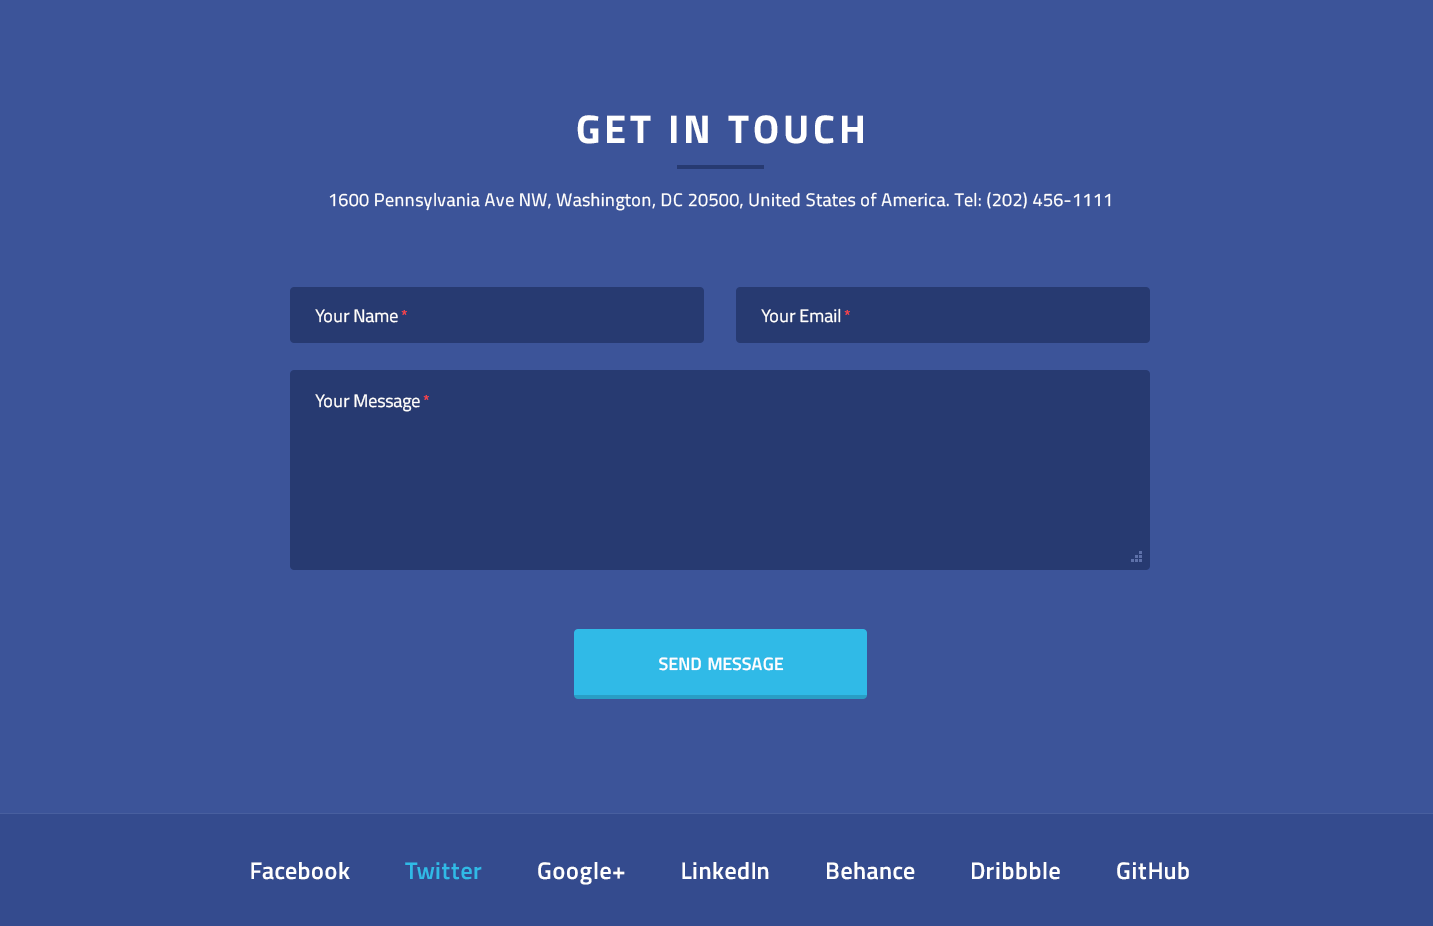 GET IN TOUCH
1600 Pennsylvania Ave NW, Washington, DC 20500, United States of America. Tel: (202) 456-1111
Your Name *
Your Email *
Your Message *
SEND MESSAGE
Facebook Twitter Google+ LinkedIn Behance Dribbble GitHub